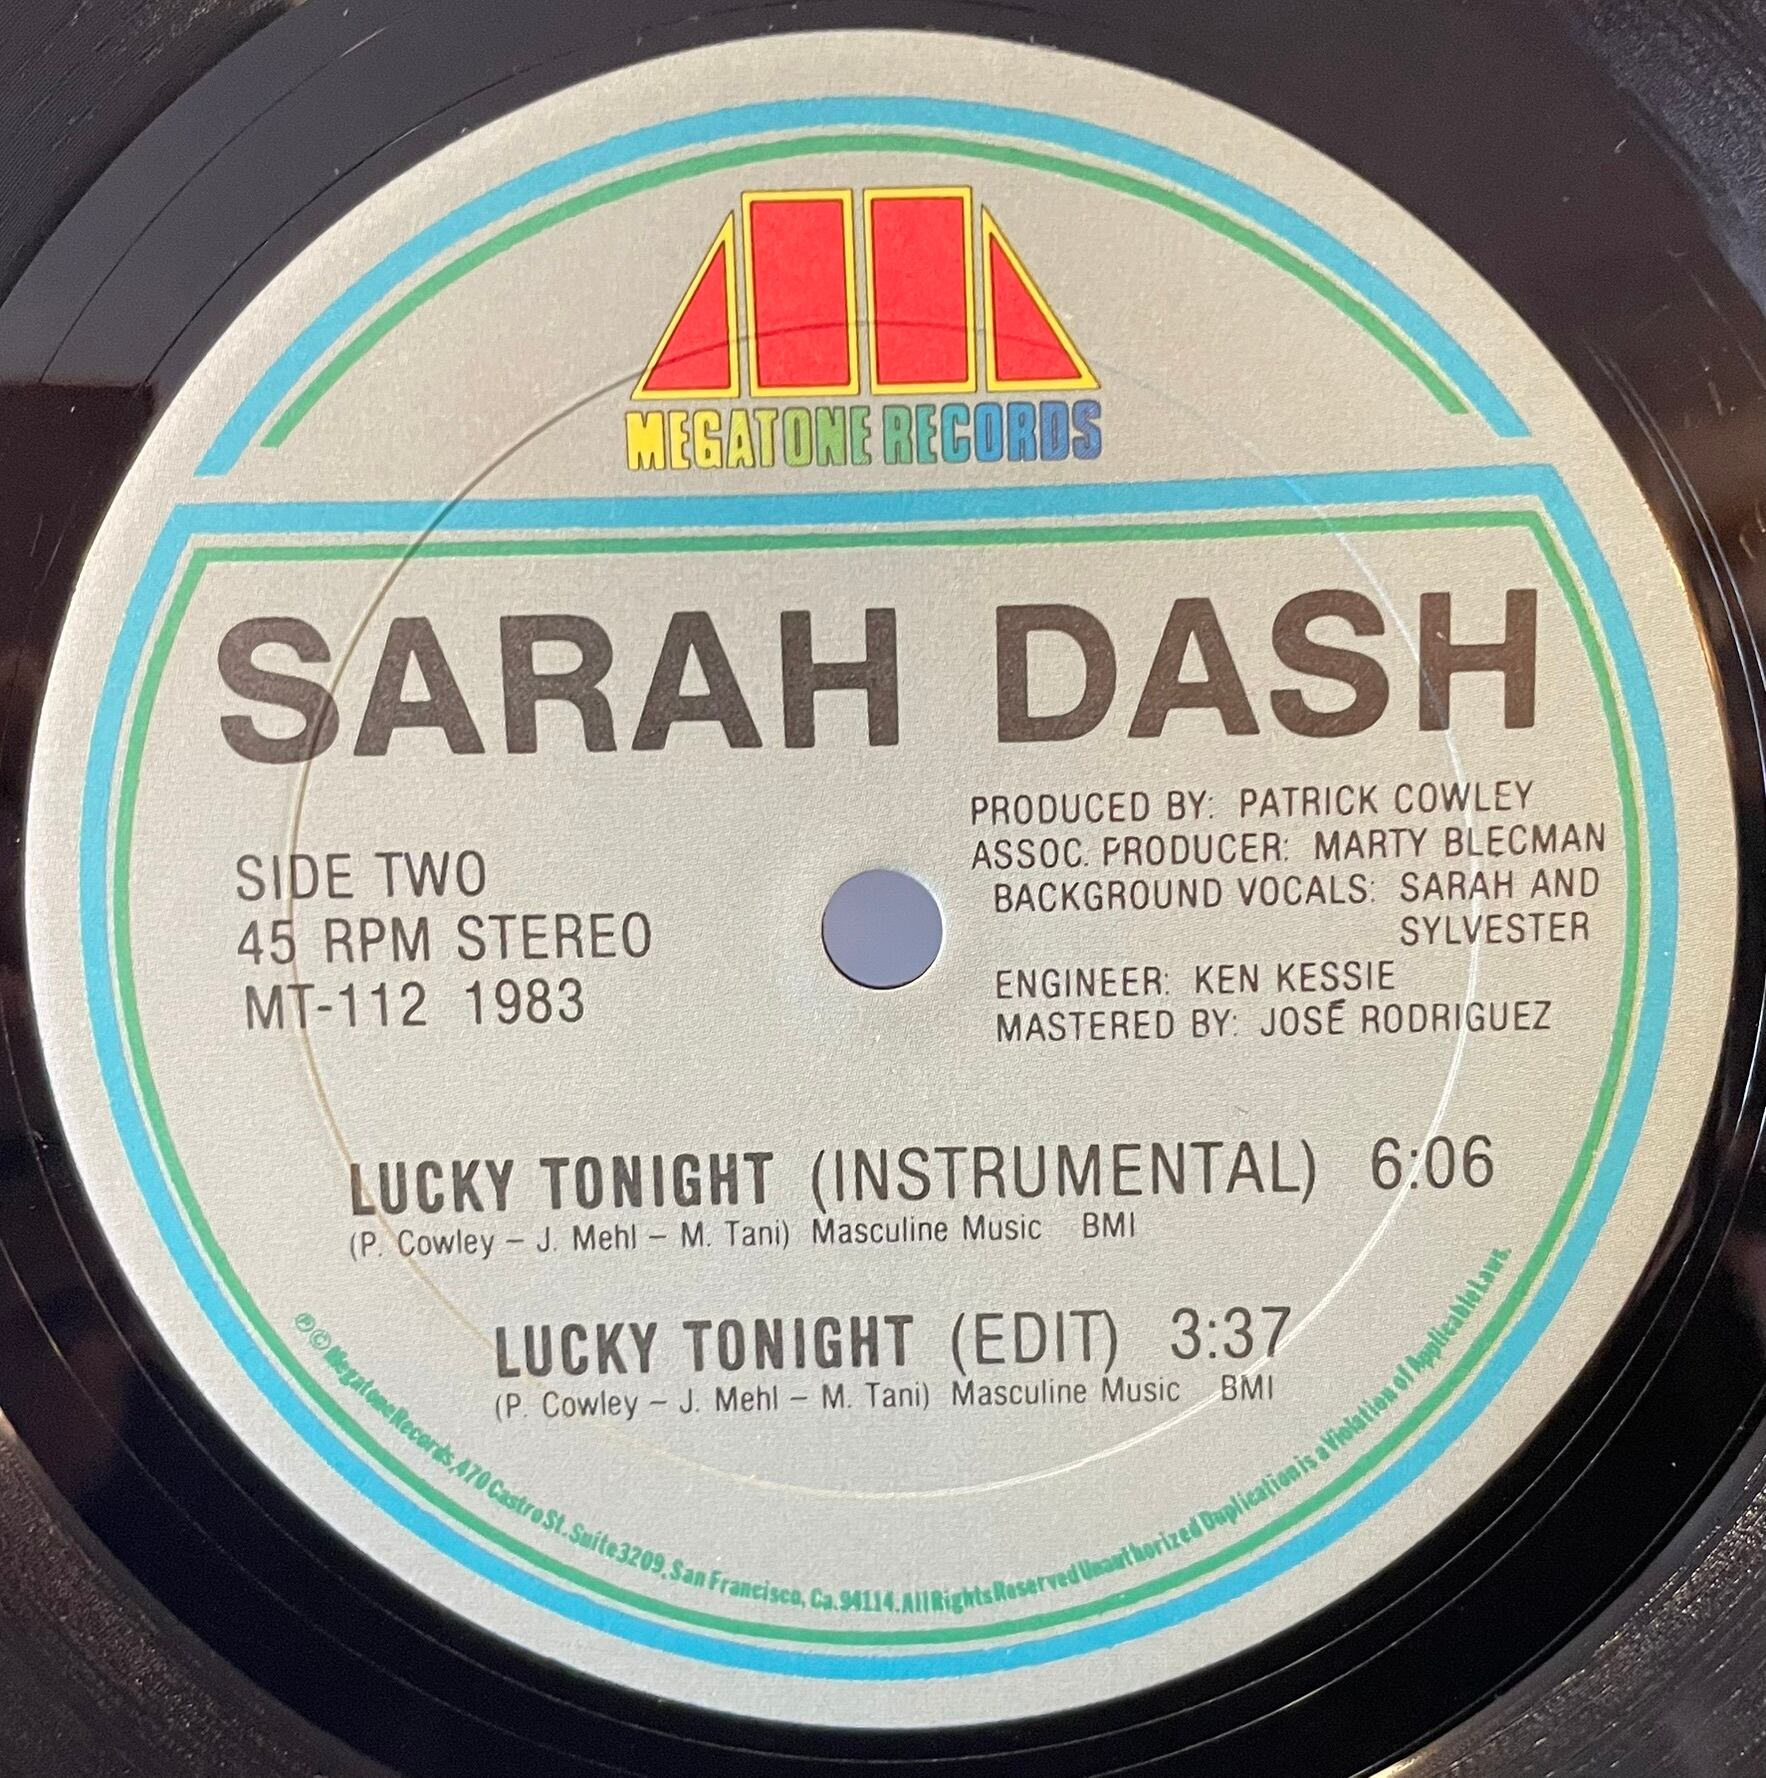 MEGATONE RECORDS
SARAH DASH
SIDE TWO
45 RPM STEREO
MT-112 1983
PRODUCED BY: PATRICK COWLEY
ASSOC. PRODUCER: MARTY BLECMAN
BACKGROUND VOCALS: SARAH AND
SYLVESTER
ENGINEER: KEN KESSIE
MASTERED BY: JOSÉ RODRIGUEZ
LUCKY TONIGHT (INSTRUMENTAL) 6:06
(P. Cowley – J. Mehl – M. Tani) Masculine Music BMI
LUCKY TONIGHT (EDIT) 3:37
(P. Cowley – J. Mehl – M. Tani) Masculine Music BMI
℗ © Megatone Records, 470 Castro St. Suite 3209, San Francisco, Ca. 94114. All Rights Reserved Unauthorized Duplication is a Violation of Applicable Laws.